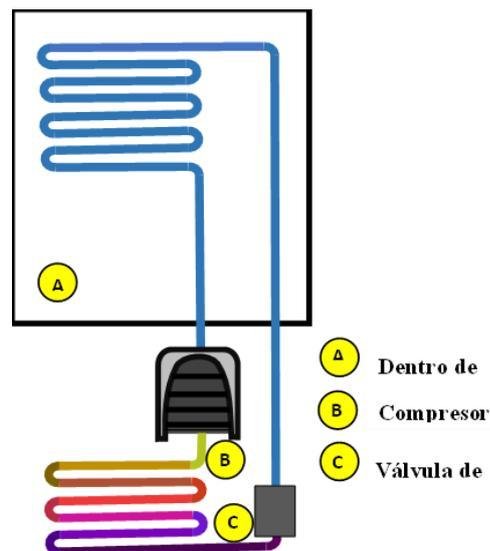 A
B
C
A Dentro de
B Compresor
C Válvula de